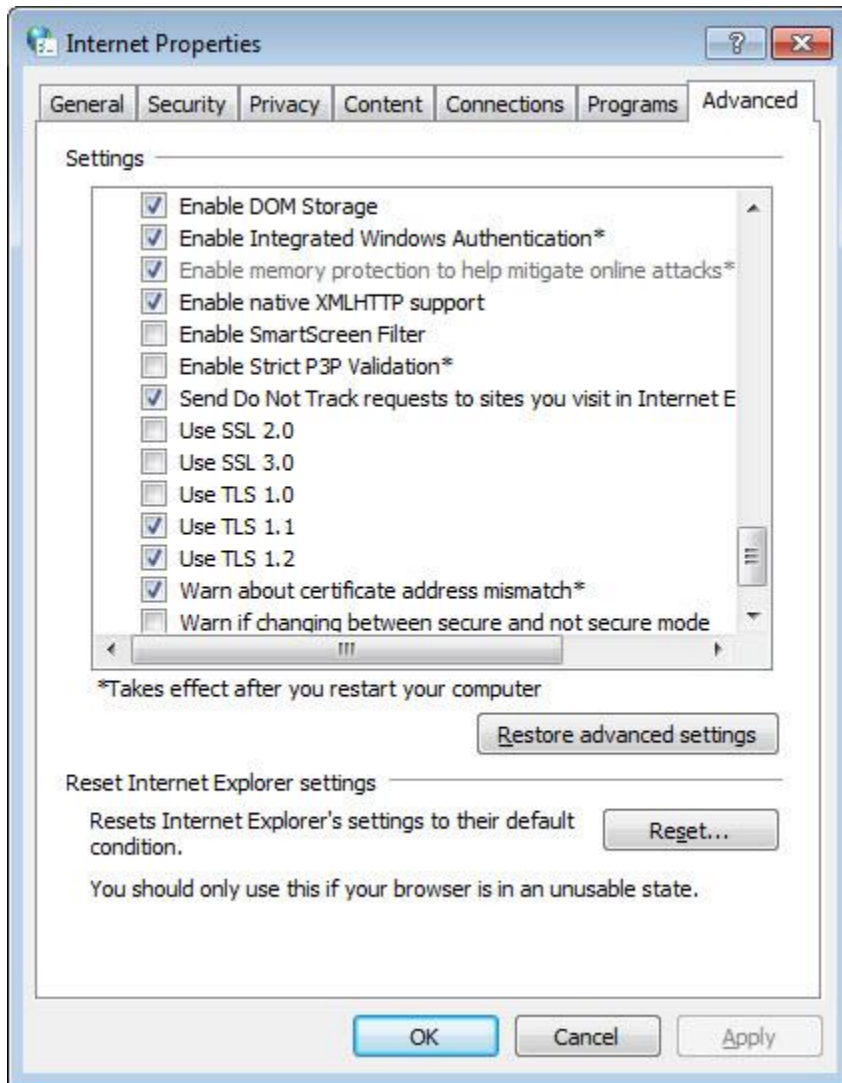 Internet Properties
General Security Privacy Content Connections Programs Advanced
Settings
Enable DOM Storage
Enable Integrated Windows Authentication*
Enable memory protection to help mitigate online attacks*
Enable native XMLHTTP support
Enable SmartScreen Filter
Enable Strict P3P Validation*
Send Do Not Track requests to sites you visit in Internet E
Use SSL 2.0
Use SSL 3.0
Use TLS 1.0
Use TLS 1.1
Use TLS 1.2
Warn about certificate address mismatch*
Warn if changing between secure and not secure mode
*Takes effect after you restart your computer
Restore advanced settings
Reset Internet Explorer settings
Resets Internet Explorer's settings to their default
condition.
Reset...
You should only use this if your browser is in an unusable state.
OK Cancel Apply